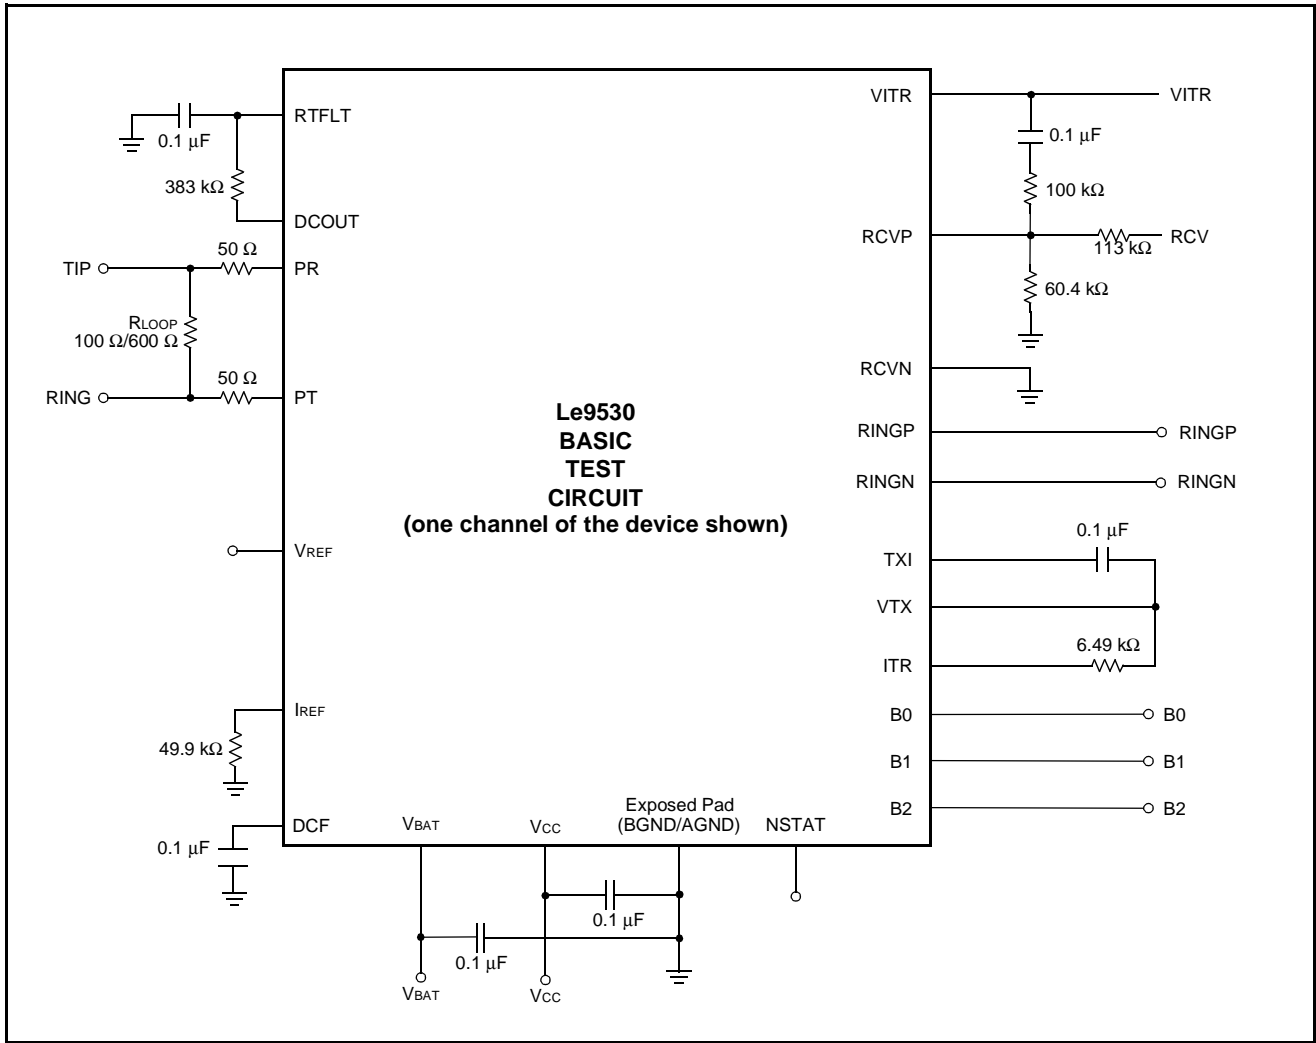 RTFLT
0.1 μF
383 kΩ
DCOUT
50 Ω
TIP
PR
RLOOP
100 Ω/600 Ω
50 Ω
RING
PT
VREF
IREF
49.9 kΩ
DCF
0.1 μF
Le9530
BASIC
TEST
CIRCUIT
(one channel of the device shown)
VITR
VITR
0.1 μF
100 kΩ
RCVP
RCV
113 kΩ
60.4 kΩ
RCVN
RINGP
RINGP
RINGN
RINGN
0.1 μF
TXI
VTX
6.49 kΩ
ITR
B0
B0
B1
B1
B2
B2
VBAT
VCC
Exposed Pad
(BGND/AGND)
NSTAT
0.1 μF
0.1 μF
VBAT
VCC